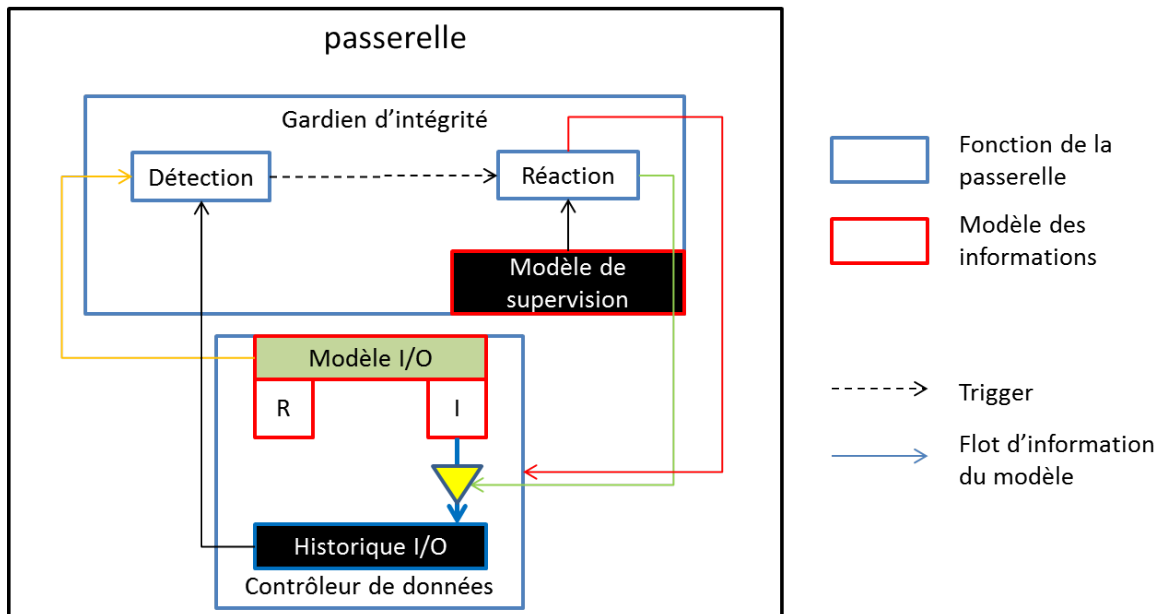 passerelle
Gardien d'intégrité
Détection
Réaction
Modèle de
supervision
Modèle I/O
R
I
Historique I/O
Contrôleur de données
Fonction de la
passerelle
Modèle des
informations
Trigger
Flot d'information
du modèle